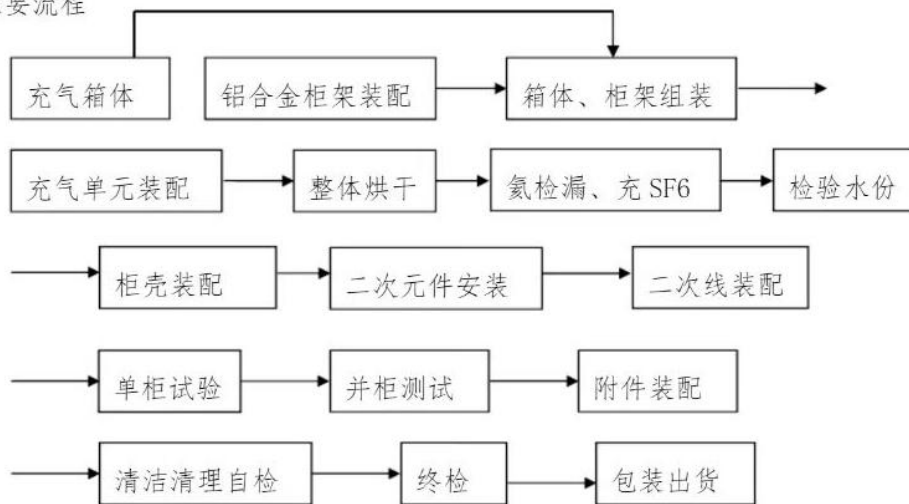 要流程
充气箱体 铝合金柜架装配 箱体、柜架组装
充气单元装配 整体烘干 氦检漏、充 SF6 检验水份
柜壳装配 二次元件安装 二次线装配
单柜试验 并柜测试 附件装配
清洁清理自检 终检 包装出货